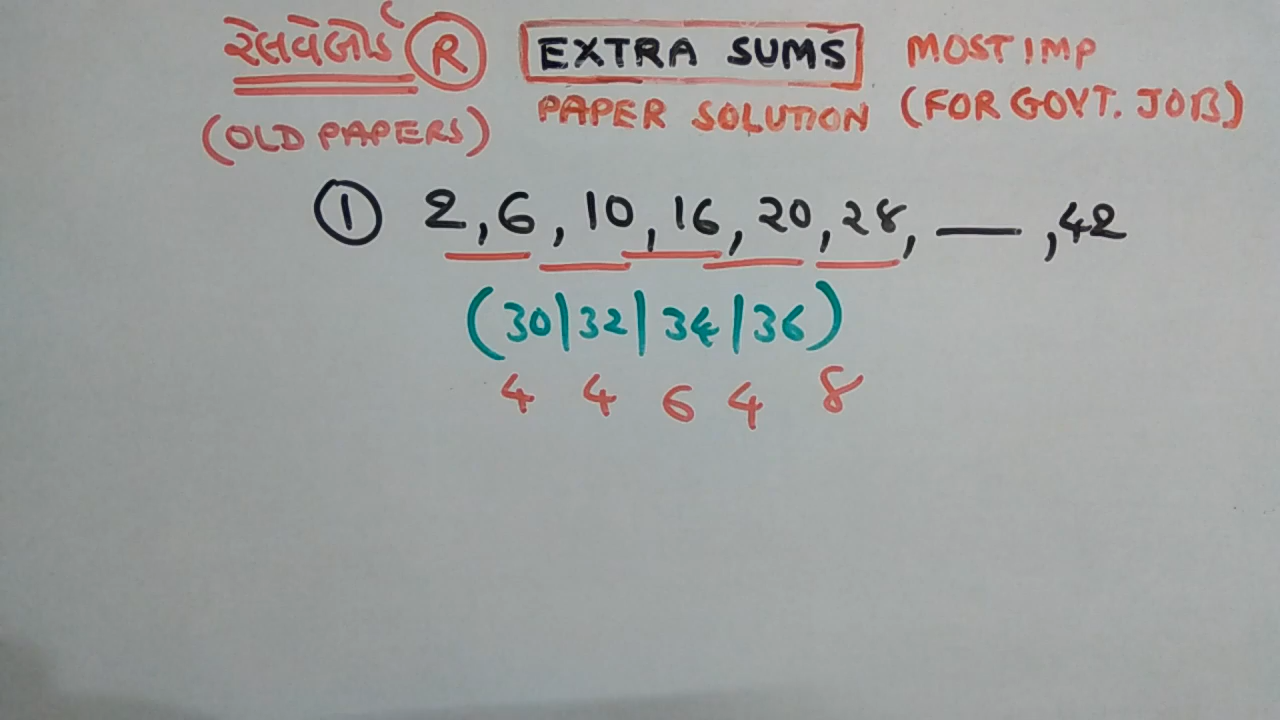 રેલવેબોર્ડ Ⓡ EXTRA SUMS MOST IMP
(OLD PAPERS) PAPER SOLUTION (FOR GOVT. JOB)
① 2, 6, 10, 16, 20, 28, __ , 42
(30|32|34|36)
4 4 6 4 8